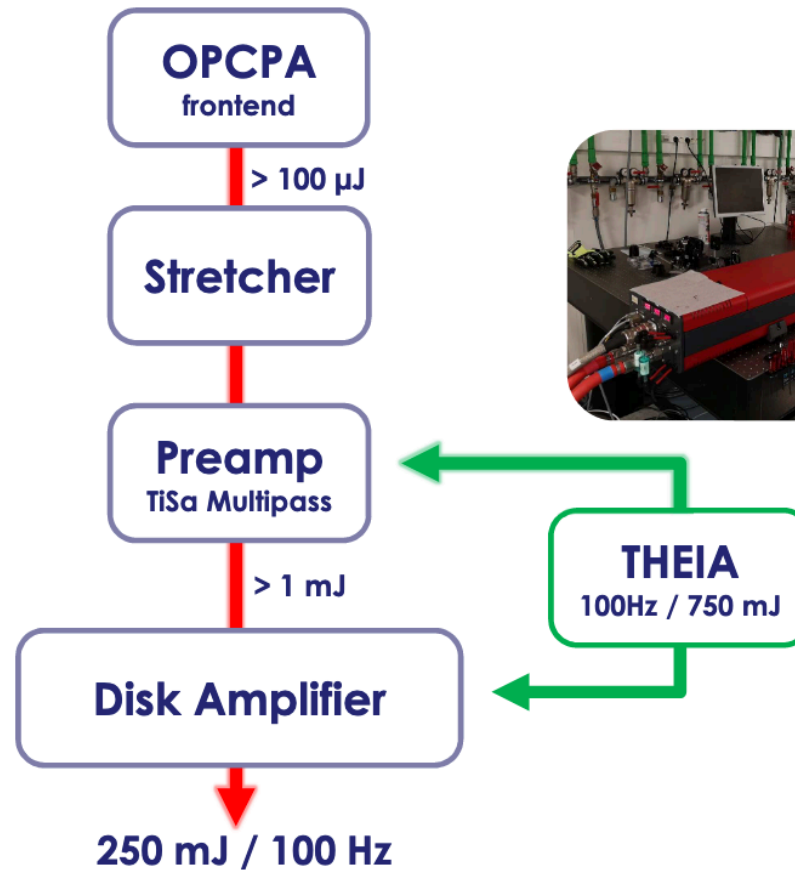 OPCPA
frontend
> 100 µJ
Stretcher
Preamp
TiSa Multipass
> 1 mJ
THEIA
100Hz / 750 mJ
Disk Amplifier
250 mJ / 100 Hz